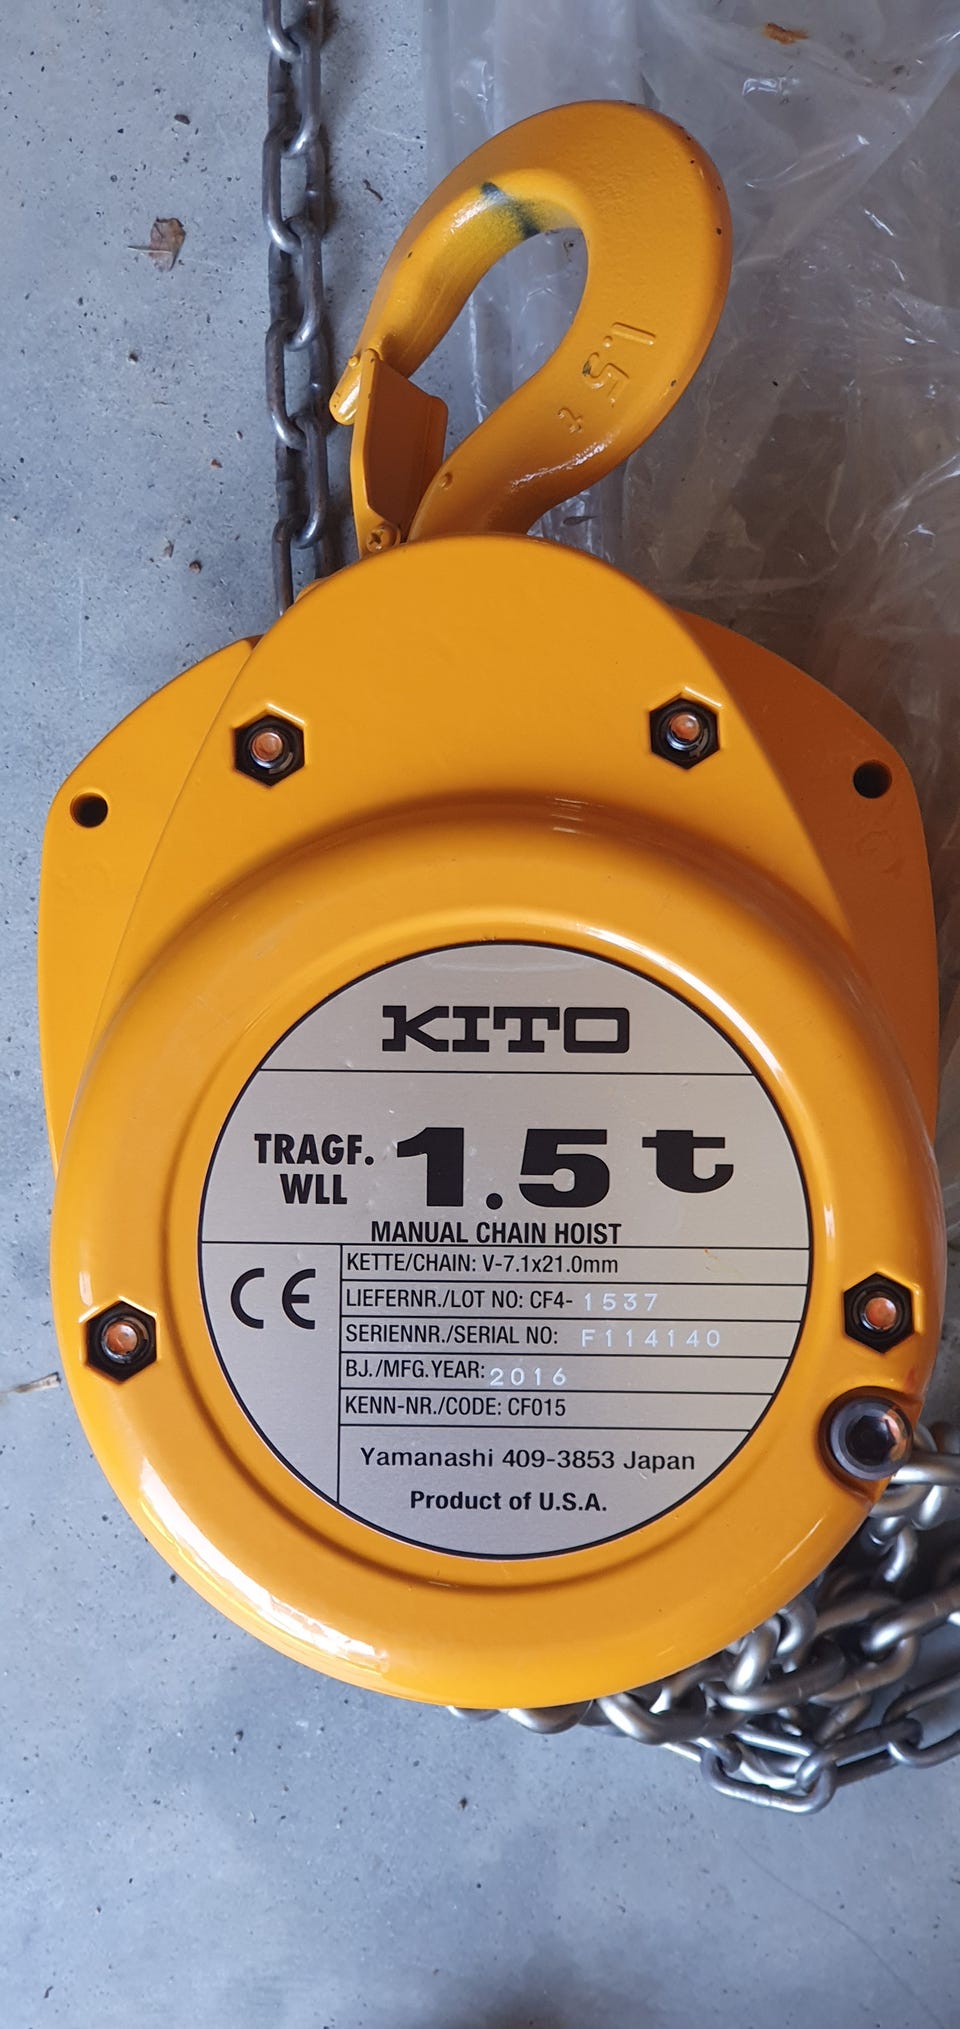 1.5
t
KITO
TRAGF.
WLL
1.5 t
MANUAL CHAIN HOIST
CE
KETTE/CHAIN: V-7.1x21.0mm
LIEFERNR./LOT NO: CF4- 1537
SERIENNR./SERIAL NO: F114140
BJ./MFG.YEAR: 2016
KENN-NR./CODE: CF015
Yamanashi 409-3853 Japan
Product of U.S.A.